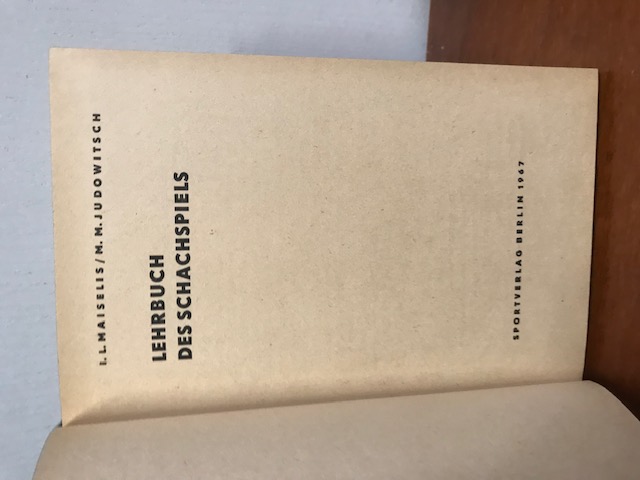 I. L. MAISELIS / M. M. JUDOWITSCH
LEHRBUCH
DES SCHACHSPIELS
SPORTVERLAG BERLIN 1967